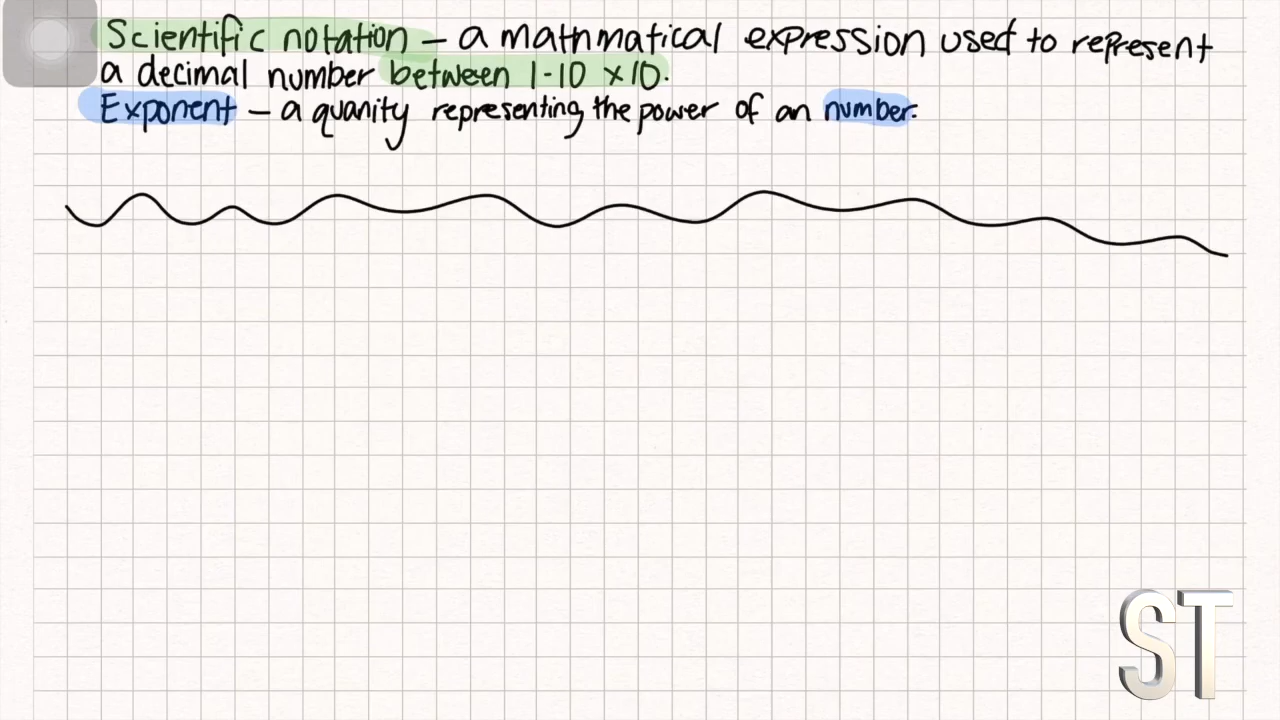 Scientific notation – a mathmatical expression used to represent
a decimal number between 1-10 x10.
Exponent – a quanity representing the power of an number.
ST